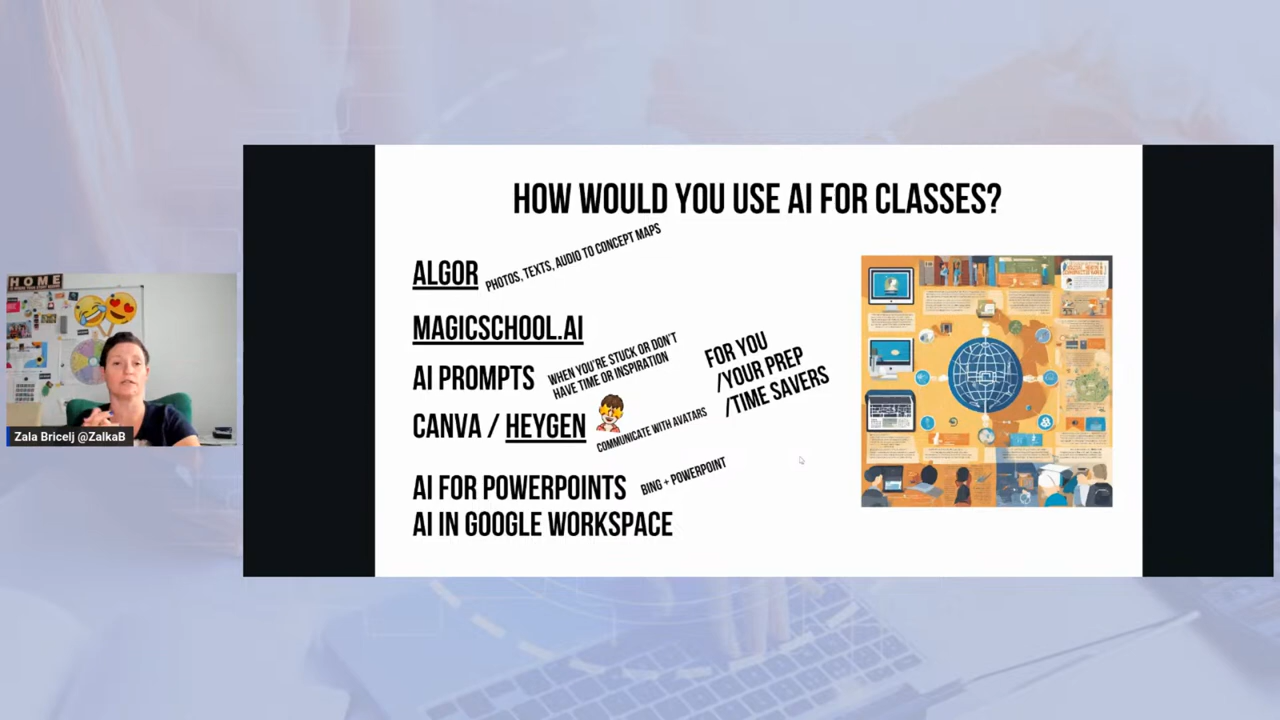 HOW WOULD YOU USE AI FOR CLASSES?
ALGOR
PHOTOS, TEXTS, AUDIO TO CONCEPT MAPS
MAGICSCHOOL.AI
AI PROMPTS
WHEN YOU'RE STUCK OR DON'T
HAVE TIME OR INSPIRATION
FOR YOU
/YOUR PREP
/TIME SAVERS
CANVA / HEYGEN
COMMUNICATE WITH AVATARS
AI FOR POWERPOINTS
BING + POWERPOINT
AI IN GOOGLE WORKSPACE
HOME
Zala Bricelj @ZalkaB